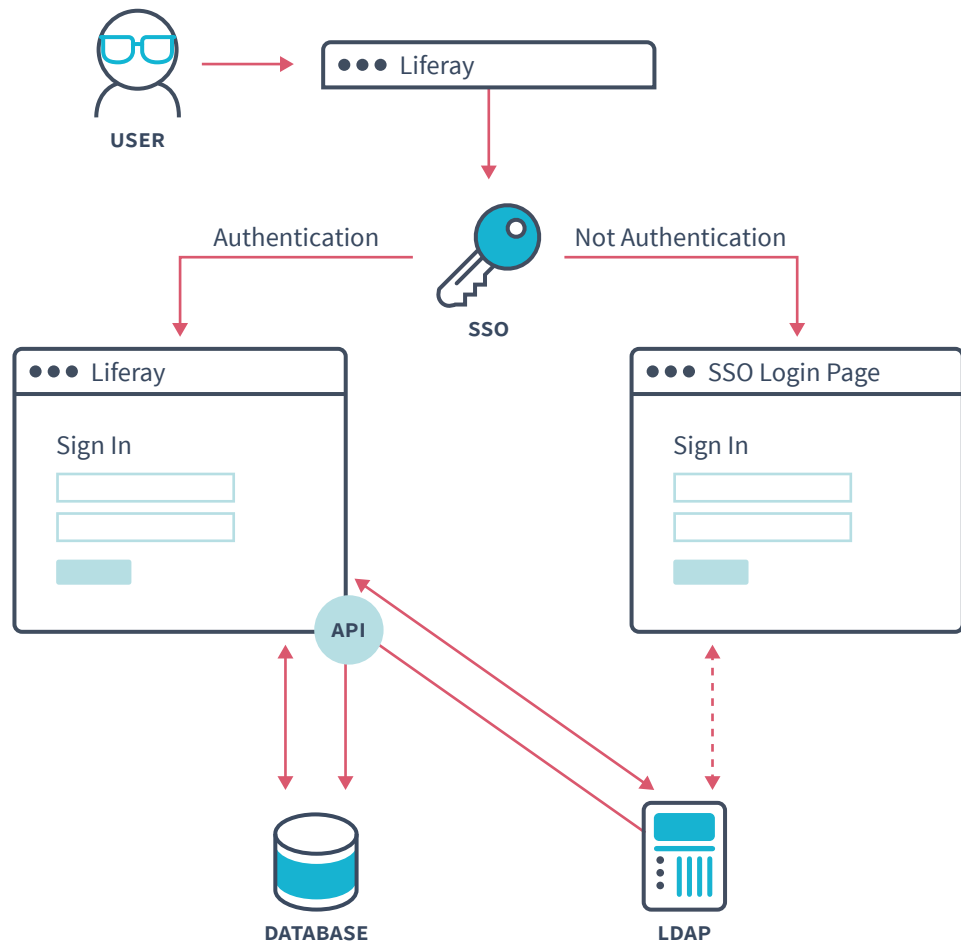 Liferay
USER
Authentication
Not Authentication
SSO
Liferay
SSO Login Page
Sign In
Sign In
API
DATABASE
LDAP